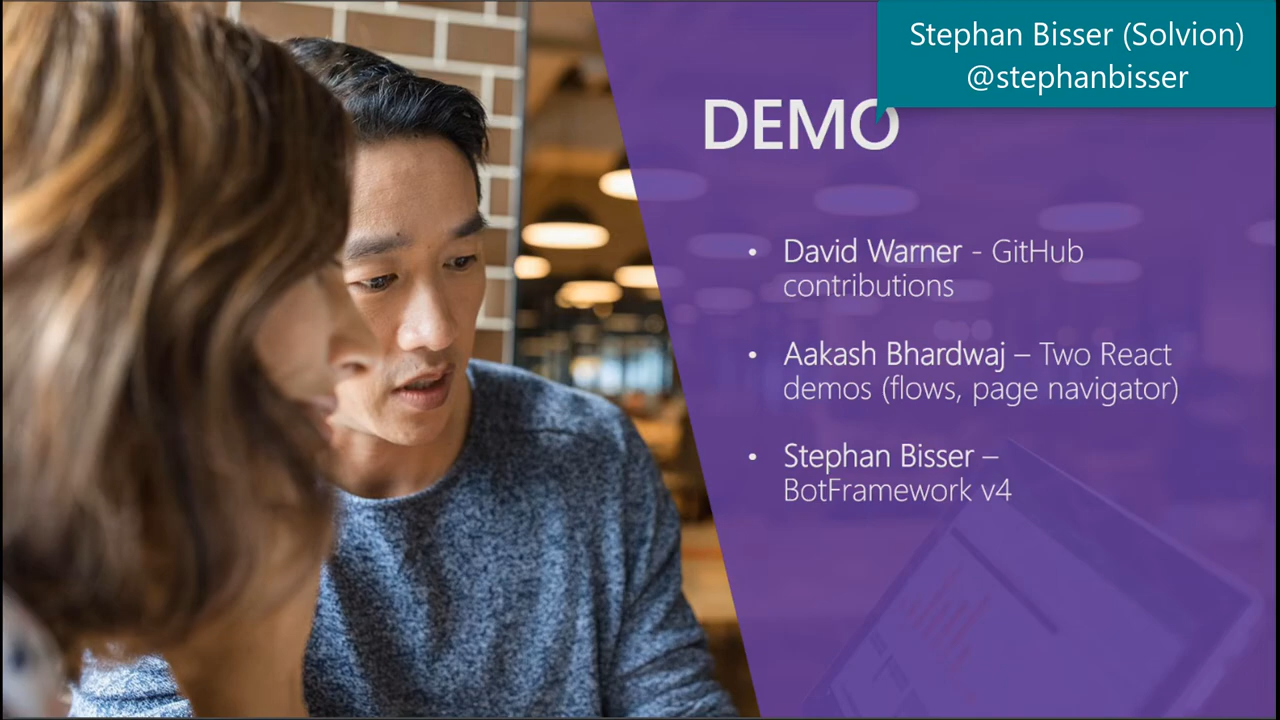 Stephan Bisser (Solvion)
@stephanbisser
DEMO
• David Warner - GitHub
contributions
• Aakash Bhardwaj – Two React
demos (flows, page navigator)
• Stephan Bisser –
BotFramework v4